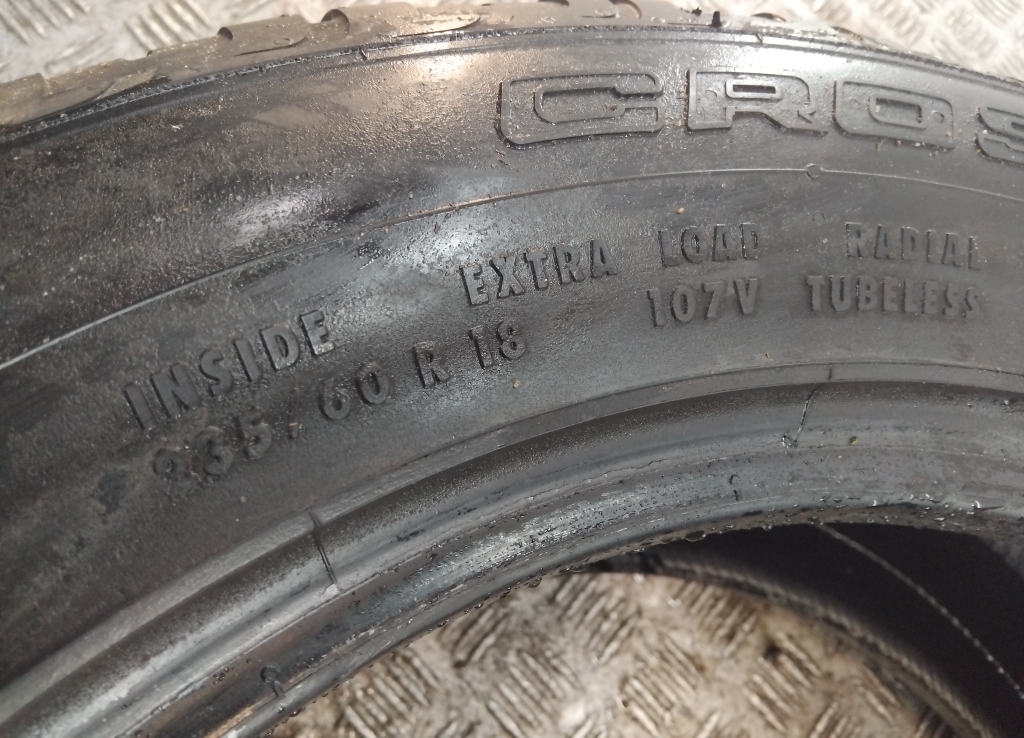 CROS
INSIDE EXTRA LOAD RADIAL
235/60 R 18 107V TUBELESS